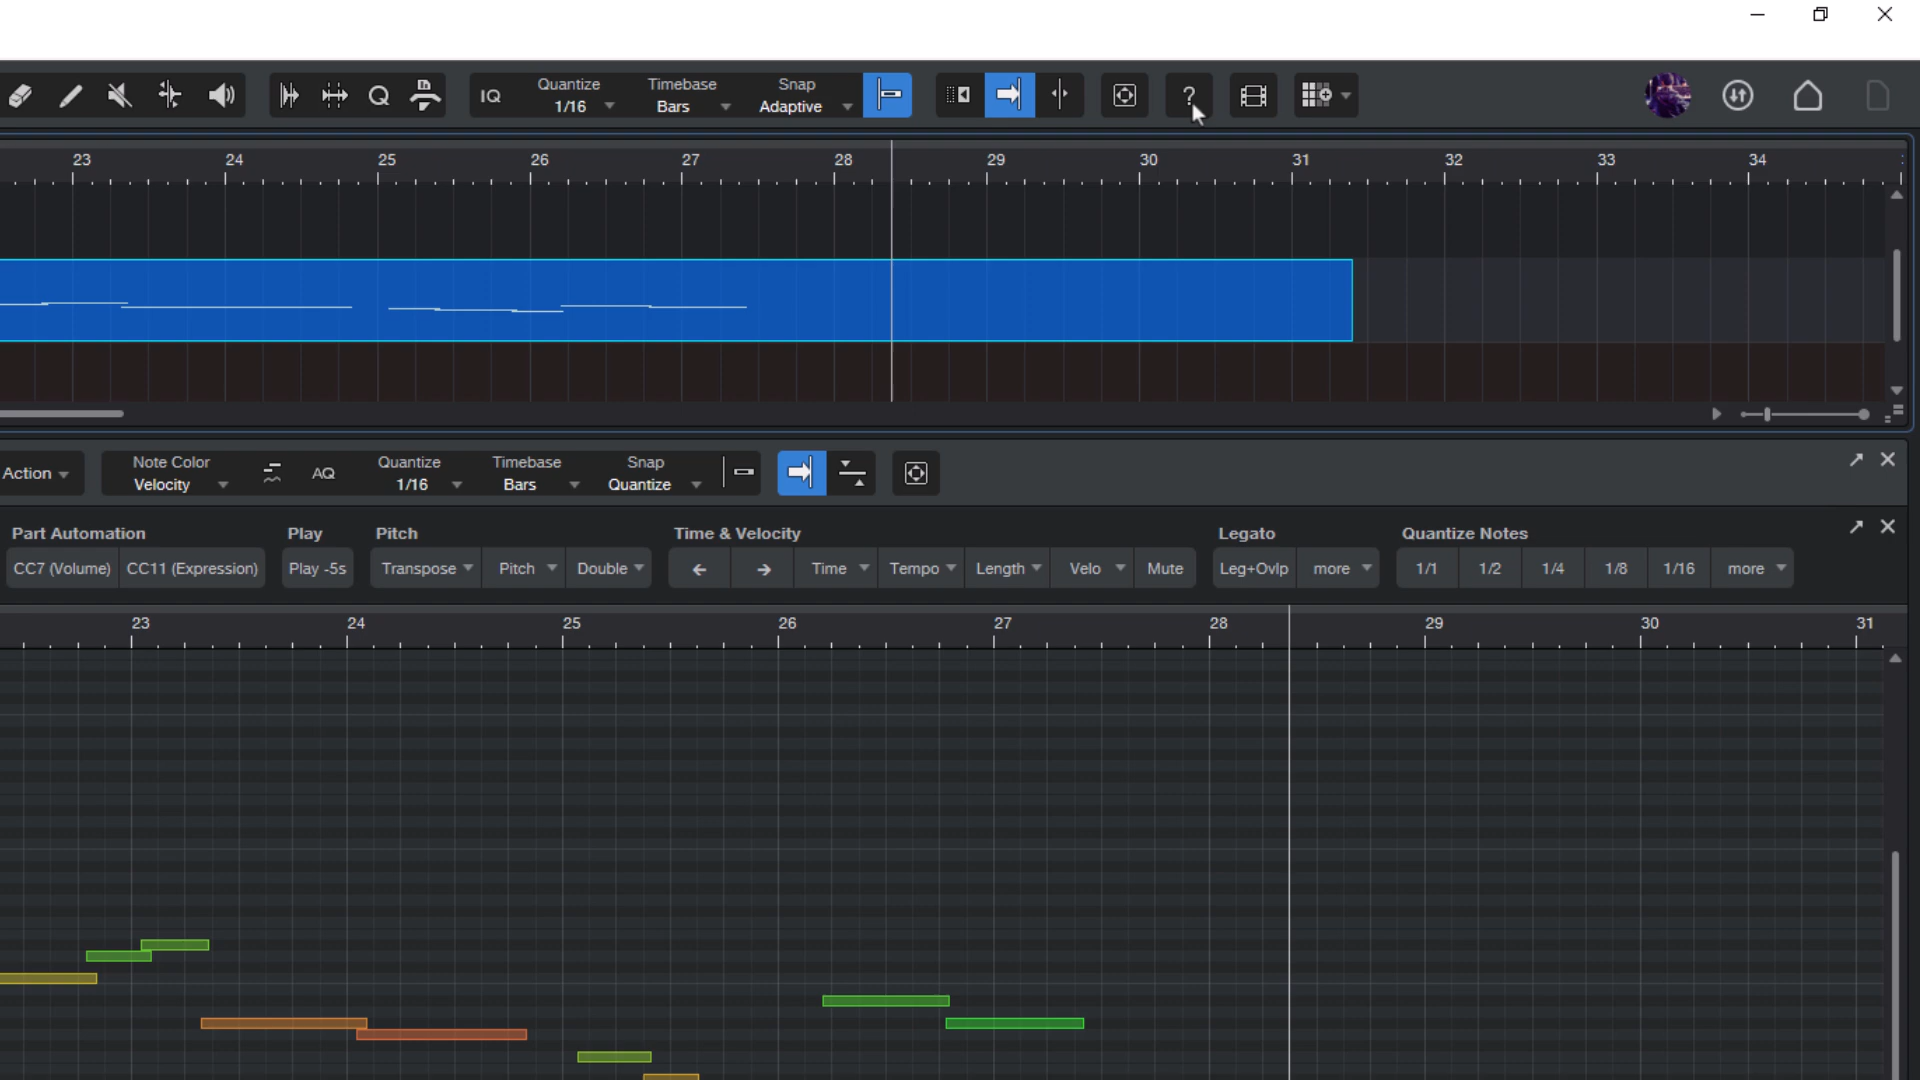 Quantize Timebase Snap
IQ 1/16 Bars Adaptive ?
Q
23 24 25 26 27 28 29 30 31 32 33 34
Action Note Color Quantize Timebase Snap
Velocity AQ 1/16 Bars Quantize
Part Automation Play Pitch Time & Velocity Legato Quantize Notes
CC7 (Volume) CC11 (Expression) Play -5s Transpose Pitch Double ← → Time Tempo Length Velo Mute Leg+Ovlp more 1/1 1/2 1/4 1/8 1/16 more
23 24 25 26 27 28 29 30 31